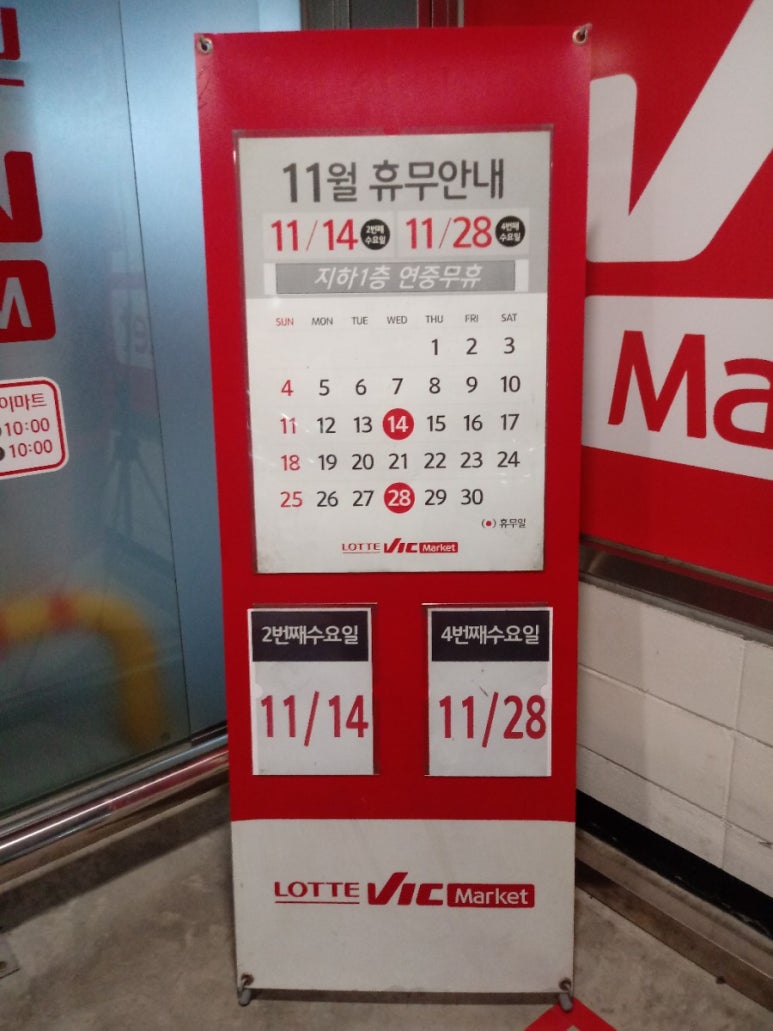 11월 휴무안내
11/14 2번째 수요일 11/28 4번째 수요일
지하1층 연중무휴
SUN MON TUE WED THU FRI SAT
1 2 3
4 5 6 7 8 9 10
11 12 13 14 15 16 17
18 19 20 21 22 23 24
25 26 27 28 29 30
(●) 휴무일
LOTTE VIC Market
2번째수요일
11/14
4번째수요일
11/28
LOTTE VIC Market
이마트
10:00
10:00
Ma